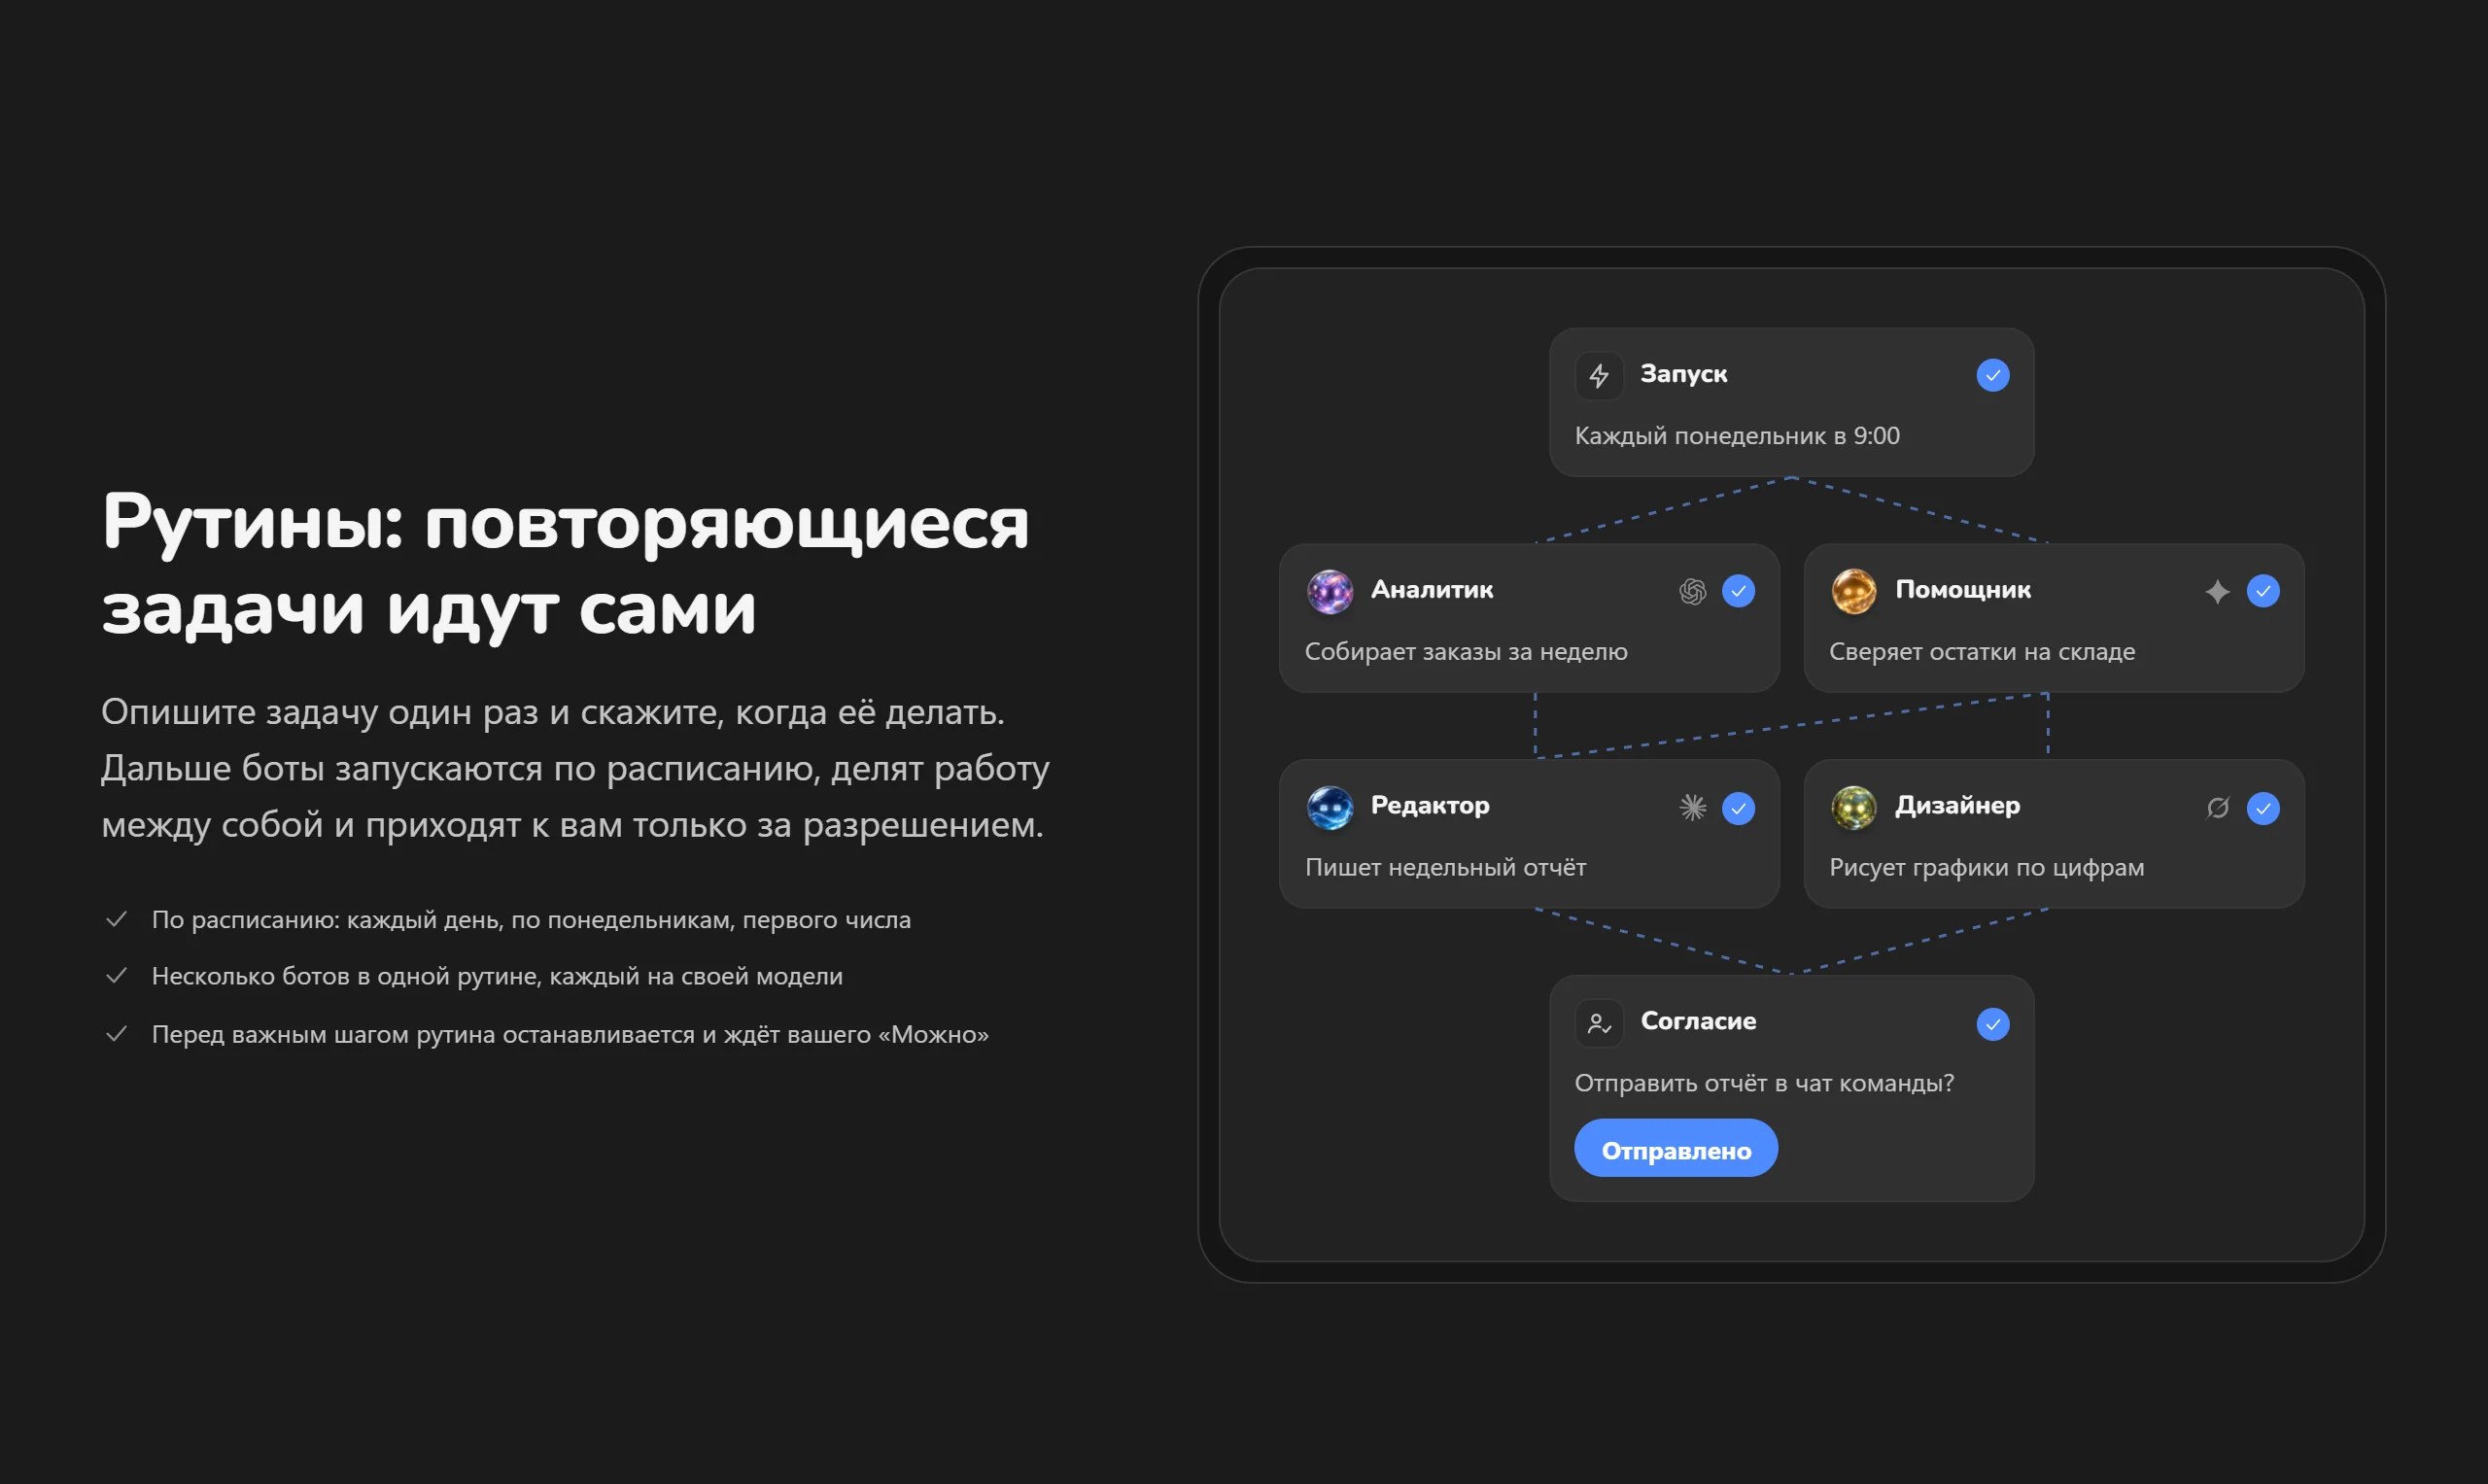 Рутины: повторяющиеся
задачи идут сами
Опишите задачу один раз и скажите, когда её делать.
Дальше боты запускаются по расписанию, делят работу
между собой и приходят к вам только за разрешением.
По расписанию: каждый день, по понедельникам, первого числа
Несколько ботов в одной рутине, каждый на своей модели
Перед важным шагом рутина останавливается и ждёт вашего «Можно»
Запуск
Каждый понедельник в 9:00
Аналитик
Собирает заказы за неделю
Помощник
Сверяет остатки на складе
Редактор
Пишет недельный отчёт
Дизайнер
Рисует графики по цифрам
Согласие
Отправить отчёт в чат команды?
Отправлено